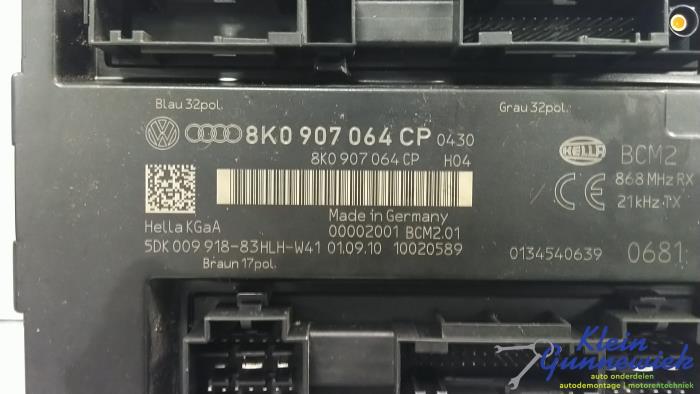 Blau 32pol.
Grau 32pol.
8K0 907 064 CP 0430
8K0 907 064 CP H04
HELLA BCM2
868 MHz RX
CE 21kHz TX
Made in Germany
Hella KGaA 00002001 BCM2.01
5DK 009 918-83HLH-W41 01.09.10 10020589
0134540639 0681
Braun 17pol.
Klein
Gunnewiek
auto onderdelen
autodemontage | motorentechniek